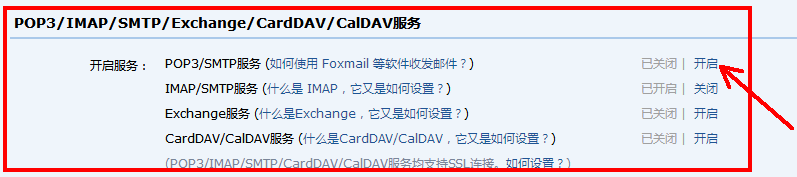 POP3/IMAP/SMTP/Exchange/CardDAV/CalDAV服务
开启服务： POP3/SMTP服务 (如何使用 Foxmail 等软件收发邮件？) 已关闭 | 开启
IMAP/SMTP服务 (什么是 IMAP，它又是如何设置？) 已开启 | 关闭
Exchange服务 (什么是Exchange，它又是如何设置？) 已关闭 | 开启
CardDAV/CalDAV服务 (什么是CardDAV/CalDAV，它又是如何设置？) 已关闭 | 开启
(POP3/IMAP/SMTP/CardDAV/CalDAV服务均支持SSL连接。如何设置？)